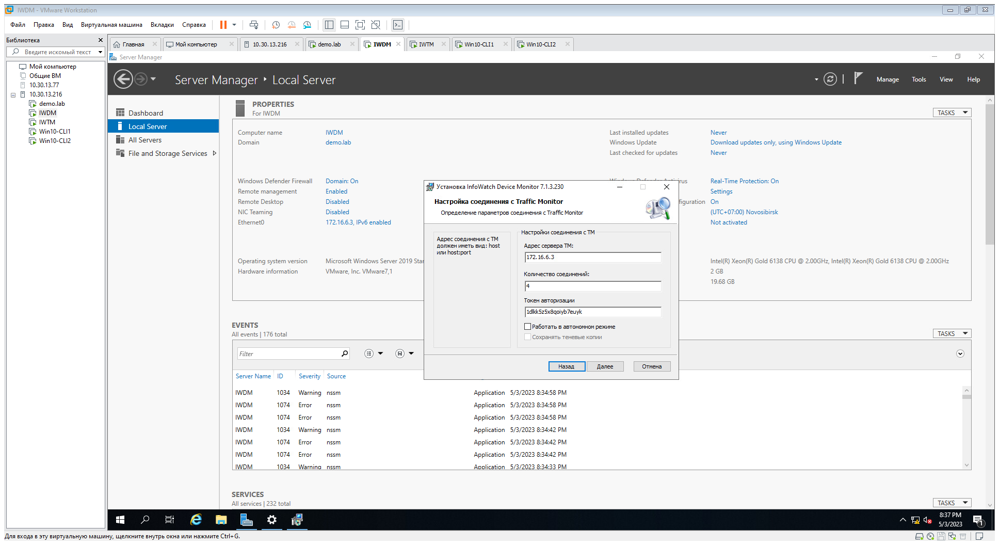 IWDM - VMware Workstation
Файл Правка Вид Виртуальная машина Вкладки Справка
Библиотека
Введите искомый текст
Мой компьютер
Общие ВМ
10.30.13.77
10.30.13.216
demo.lab
IWDM
IWTM
Win10-CLI1
Win10-CLI2
Главная Мой компьютер 10.30.13.216 demo.lab IWDM IWTM Win10-CLI1 Win10-CLI2
Server Manager
Server Manager Local Server
Manage Tools View Help
Dashboard
Local Server
All Servers
File and Storage Services
PROPERTIES
For IWDM
TASKS
Computer name IWDM
Domain demo.lab
Last installed updates Never
Windows Update Download updates only, using Windows Update
Last checked for updates Never
Windows Defender Firewall Domain: On
Remote management Enabled
Remote Desktop Disabled
NIC Teaming Disabled
Ethernet0 172.16.6.3, IPv6 enabled
Real-Time Protection: On
Settings
figuration On
(UTC+07:00) Novosibirsk
Not activated
Operating system version Microsoft Windows Server 2019 Star
Hardware information VMware, Inc. VMware7,1
Intel(R) Xeon(R) Gold 6138 CPU @ 2.00GHz, Intel(R) Xeon(R) Gold 6138 CPU @ 2.00GHz
2 GB
19.68 GB
Установка InfoWatch Device Monitor 7.1.3.230
Настройка соединения с Traffic Monitor
Определение параметров соединения с Traffic Monitor
Адрес соединения с ТМ
должен иметь вид: host
или host:port
Настройки соединения с ТМ
Адрес сервера ТМ:
172.16.6.3
Количество соединений:
4
Токен авторизации
1dlkk5z5x8qoiyb7euyk
Работать в автономном режиме
Сохранять теневые копии
Назад Далее Отмена
EVENTS
All events | 176 total
TASKS
Filter
Server Name ID Severity Source
IWDM 1034 Warning nssm Application 5/3/2023 8:34:58 PM
IWDM 1074 Error nssm Application 5/3/2023 8:34:58 PM
IWDM 1074 Error nssm Application 5/3/2023 8:34:58 PM
IWDM 1034 Warning nssm Application 5/3/2023 8:34:42 PM
IWDM 1074 Error nssm Application 5/3/2023 8:34:42 PM
IWDM 1074 Error nssm Application 5/3/2023 8:34:42 PM
IWDM 1034 Warning nssm Application 5/3/2023 8:34:33 PM
SERVICES
All services | 232 total
TASKS
8:37 PM
5/3/2023
1
Для входа в эту виртуальную машину, щелкните внутрь окна или нажмите Ctrl+G.